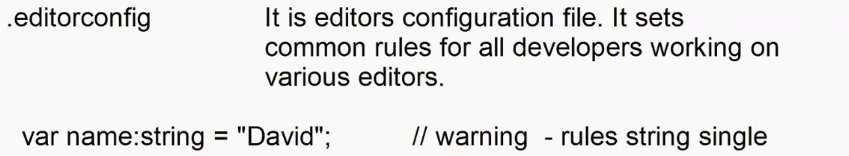 .editorconfig It is editors configuration file. It sets
common rules for all developers working on
various editors.
var name:string = "David"; // warning - rules string single